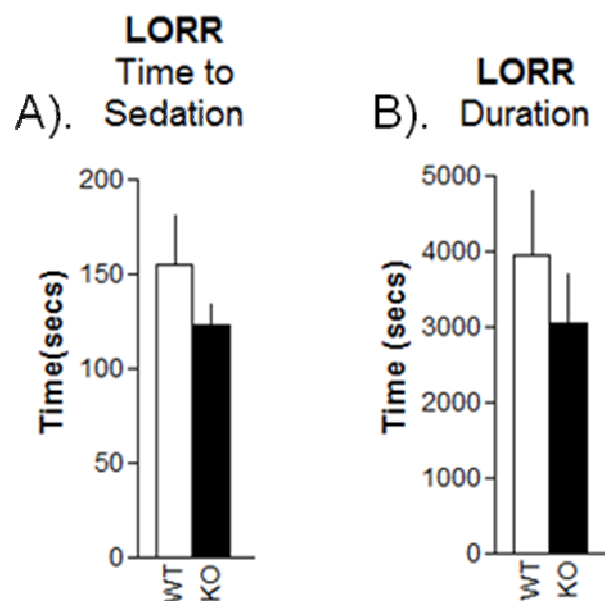 A).
LORR
Time to
Sedation
200
150
100
50
0
Time(secs)
WT
KO
B).
LORR
Duration
5000
4000
3000
2000
1000
0
Time (secs)
WT
KO